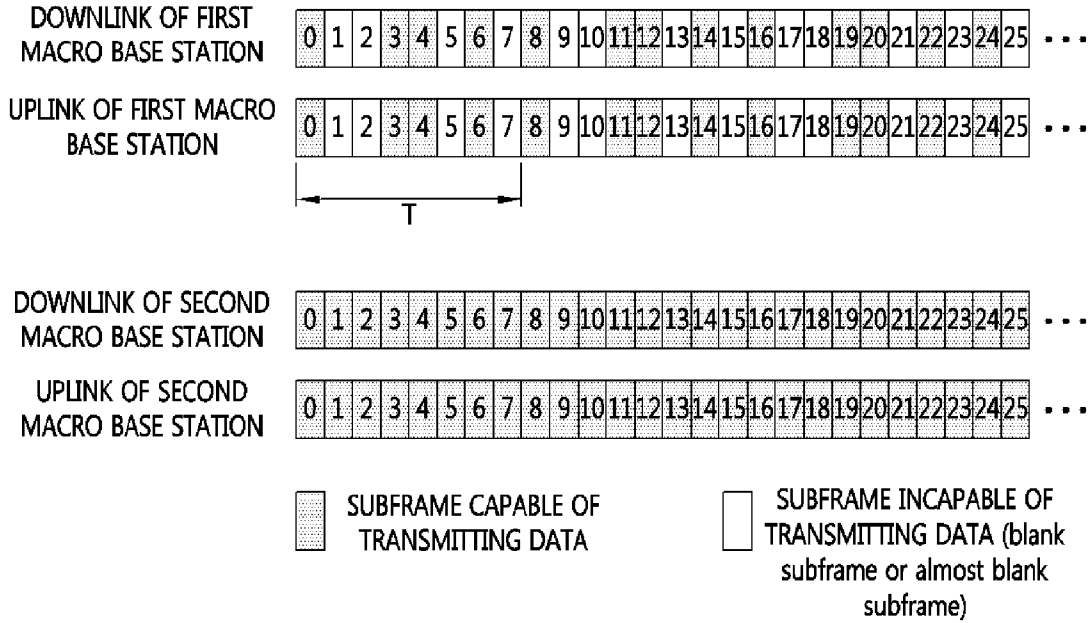 DOWNLINK OF FIRST
MACRO BASE STATION
0 1 2 3 4 5 6 7 8 9 10 11 12 13 14 15 16 17 18 19 20 21 22 23 24 25 • • •
UPLINK OF FIRST MACRO
BASE STATION
0 1 2 3 4 5 6 7 8 9 10 11 12 13 14 15 16 17 18 19 20 21 22 23 24 25 • • •
T
DOWNLINK OF SECOND
MACRO BASE STATION
0 1 2 3 4 5 6 7 8 9 10 11 12 13 14 15 16 17 18 19 20 21 22 23 24 25 • • •
UPLINK OF SECOND
MACRO BASE STATION
0 1 2 3 4 5 6 7 8 9 10 11 12 13 14 15 16 17 18 19 20 21 22 23 24 25 • • •
SUBFRAME CAPABLE OF
TRANSMITTING DATA
SUBFRAME INCAPABLE OF
TRANSMITTING DATA (blank
subframe or almost blank
subframe)